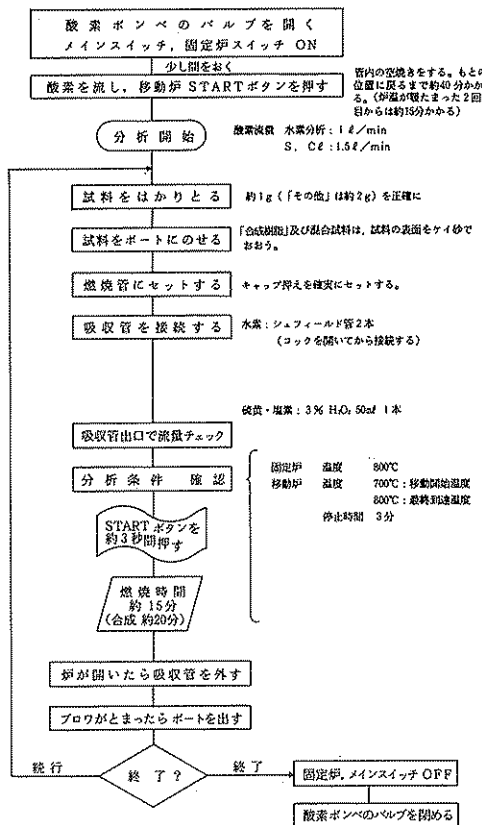 酸素ボンベのバルブを開く
メインスイッチ, 固定炉スイッチ ON
少し間をおく
酸素を流し, 移動炉 STARTボタンを押す
管内の空焼きをする。もとの
位置に戻るまで約40分かか
る。(炉温が暖たまった2回
目からは約15分かかる)
分析開始
酸素流量 水素分析: 1ℓ/min
S, Cℓ: 1.5ℓ/min
試料をはかりとる
約1g (「その他」は約2g) を正確に
試料をボートにのせる
「合成樹脂」及び混合試料は, 試料の表面をケイ砂で
おおう。
燃焼管にセットする
キャップ抑えを確実にセットする。
吸収管を接続する
水素: シュフィールド管2本
(コックを開いてから接続する)
硫黄・塩素: 3% H₂O₂ 50mℓ 1本
吸収管出口で流量チェック
分析条件 確認
固定炉 温度 800℃
移動炉 温度 700℃: 移動開始温度
800℃: 最終到達温度
停止時間 3分
STARTボタンを
約3秒間押す
燃焼時間
約15分
(合成 約20分)
炉が開いたら吸収管を外す
ブロワがとまったらボートを出す
続行
終了?
終了
固定炉, メインスイッチ OFF
酸素ボンベのバルブを閉める